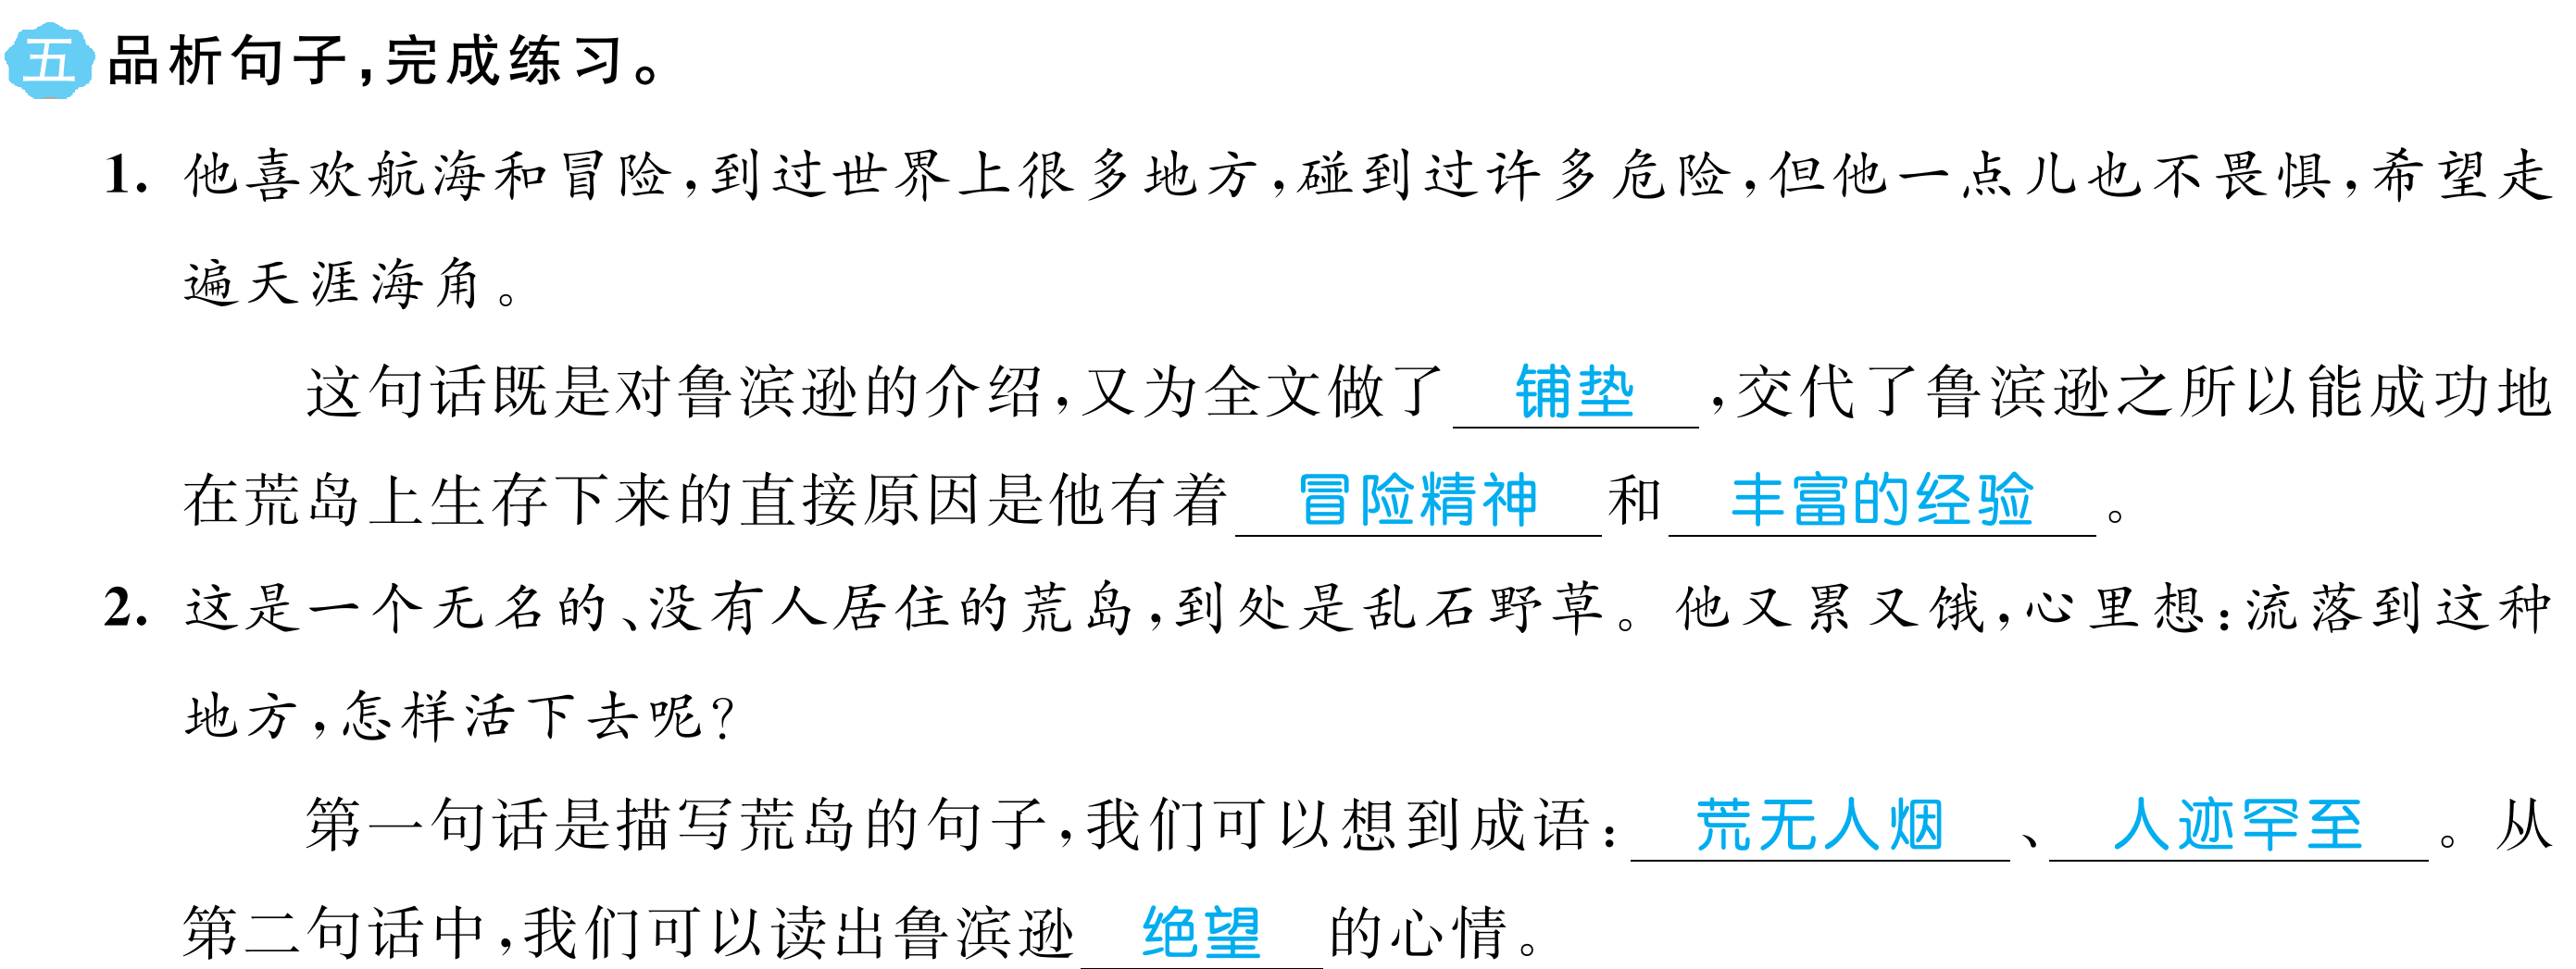 五 品析句子,完成练习。
1. 他喜欢航海和冒险,到过世界上很多地方,碰到过许多危险,但他一点儿也不畏惧,希望走
遍天涯海角。
这句话既是对鲁滨逊的介绍,又为全文做了 铺垫 ,交代了鲁滨逊之所以能成功地
在荒岛上生存下来的直接原因是他有着 冒险精神 和 丰富的经验 。
2. 这是一个无名的、没有人居住的荒岛,到处是乱石野草。他又累又饿,心里想:流落到这种
地方,怎样活下去呢?
第一句话是描写荒岛的句子,我们可以想到成语: 荒无人烟 、 人迹罕至 。从
第二句话中,我们可以读出鲁滨逊 绝望 的心情。